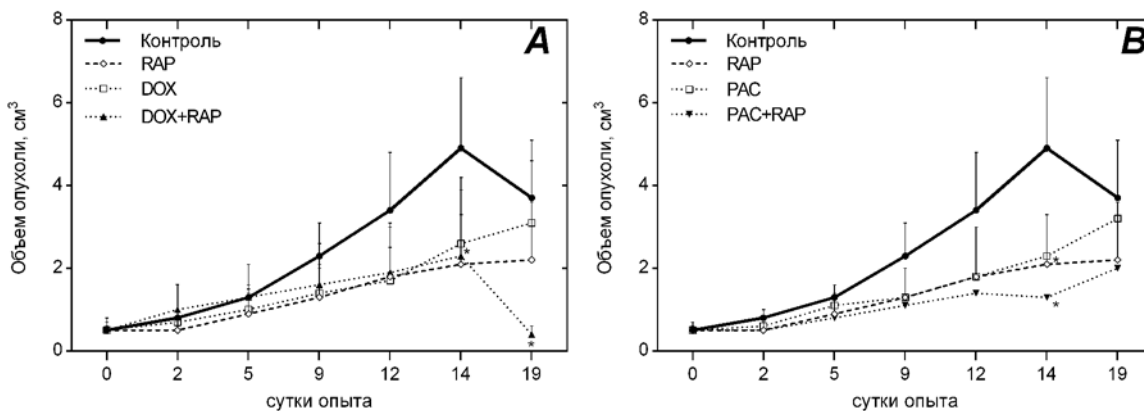 A
Объем опухоли, см³
8
6
4
2
0
Контроль
RAP
DOX
DOX+RAP
*
*
0 2 5 9 12 14 19
сутки опыта
B
Объем опухоли, см³
8
6
4
2
0
Контроль
RAP
PAC
PAC+RAP
*
*
0 2 5 9 12 14 19
сутки опыта